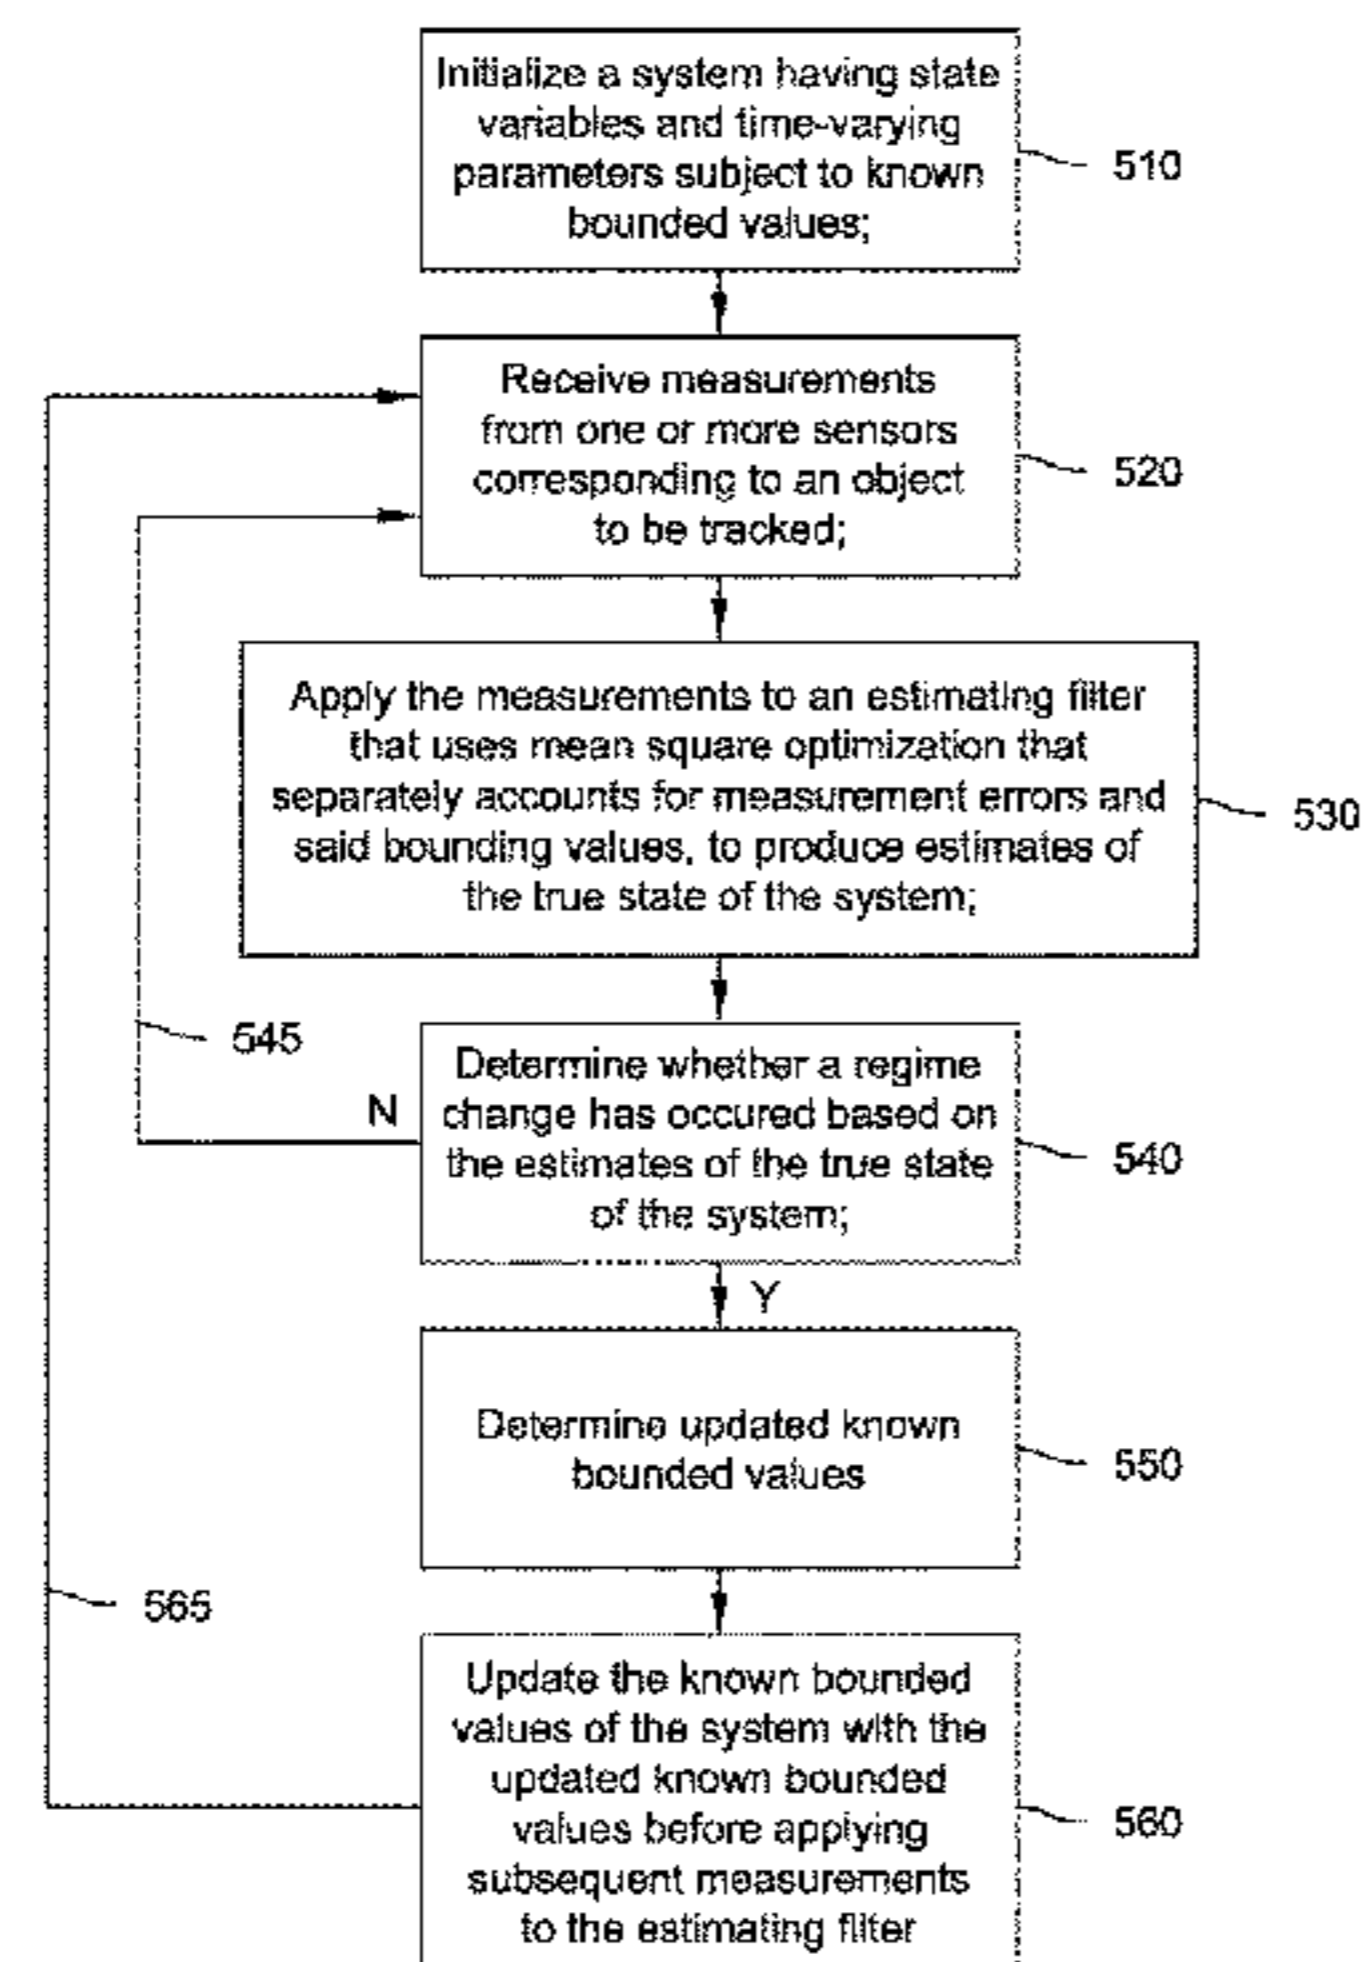 Initialize a system having state
variables and time-varying
parameters subject to known
bounded values;
510
Receive measurements
from one or more sensors
corresponding to an object
to be tracked;
520
Apply the measurements to an estimating filter
that uses mean square optimization that
separately accounts for measurement errors and
said bounding values, to produce estimates of
the true state of the system;
530
545
N
Determine whether a regime
change has occured based on
the estimates of the true state
of the system;
540
Y
Determine updated known
bounded values
550
565
Update the known bounded
values of the system with the
updated known bounded
values before applying
subsequent measurements
to the estimating filter
560